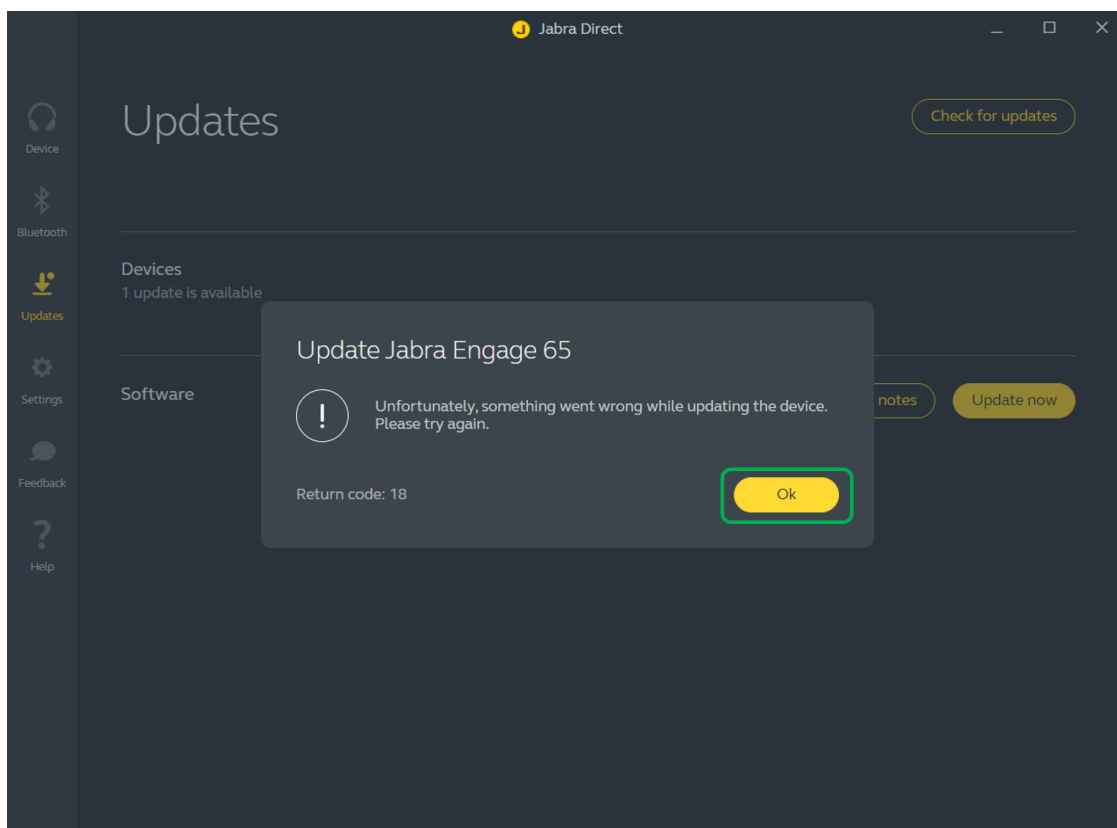 Jabra Direct
Updates
Check for updates
Device
Bluetooth
Devices
1 update is available
Updates
Update Jabra Engage 65
Settings
Software
Unfortunately, something went wrong while updating the device.
Please try again.
notes
Update now
Feedback
Return code: 18
Ok
Help